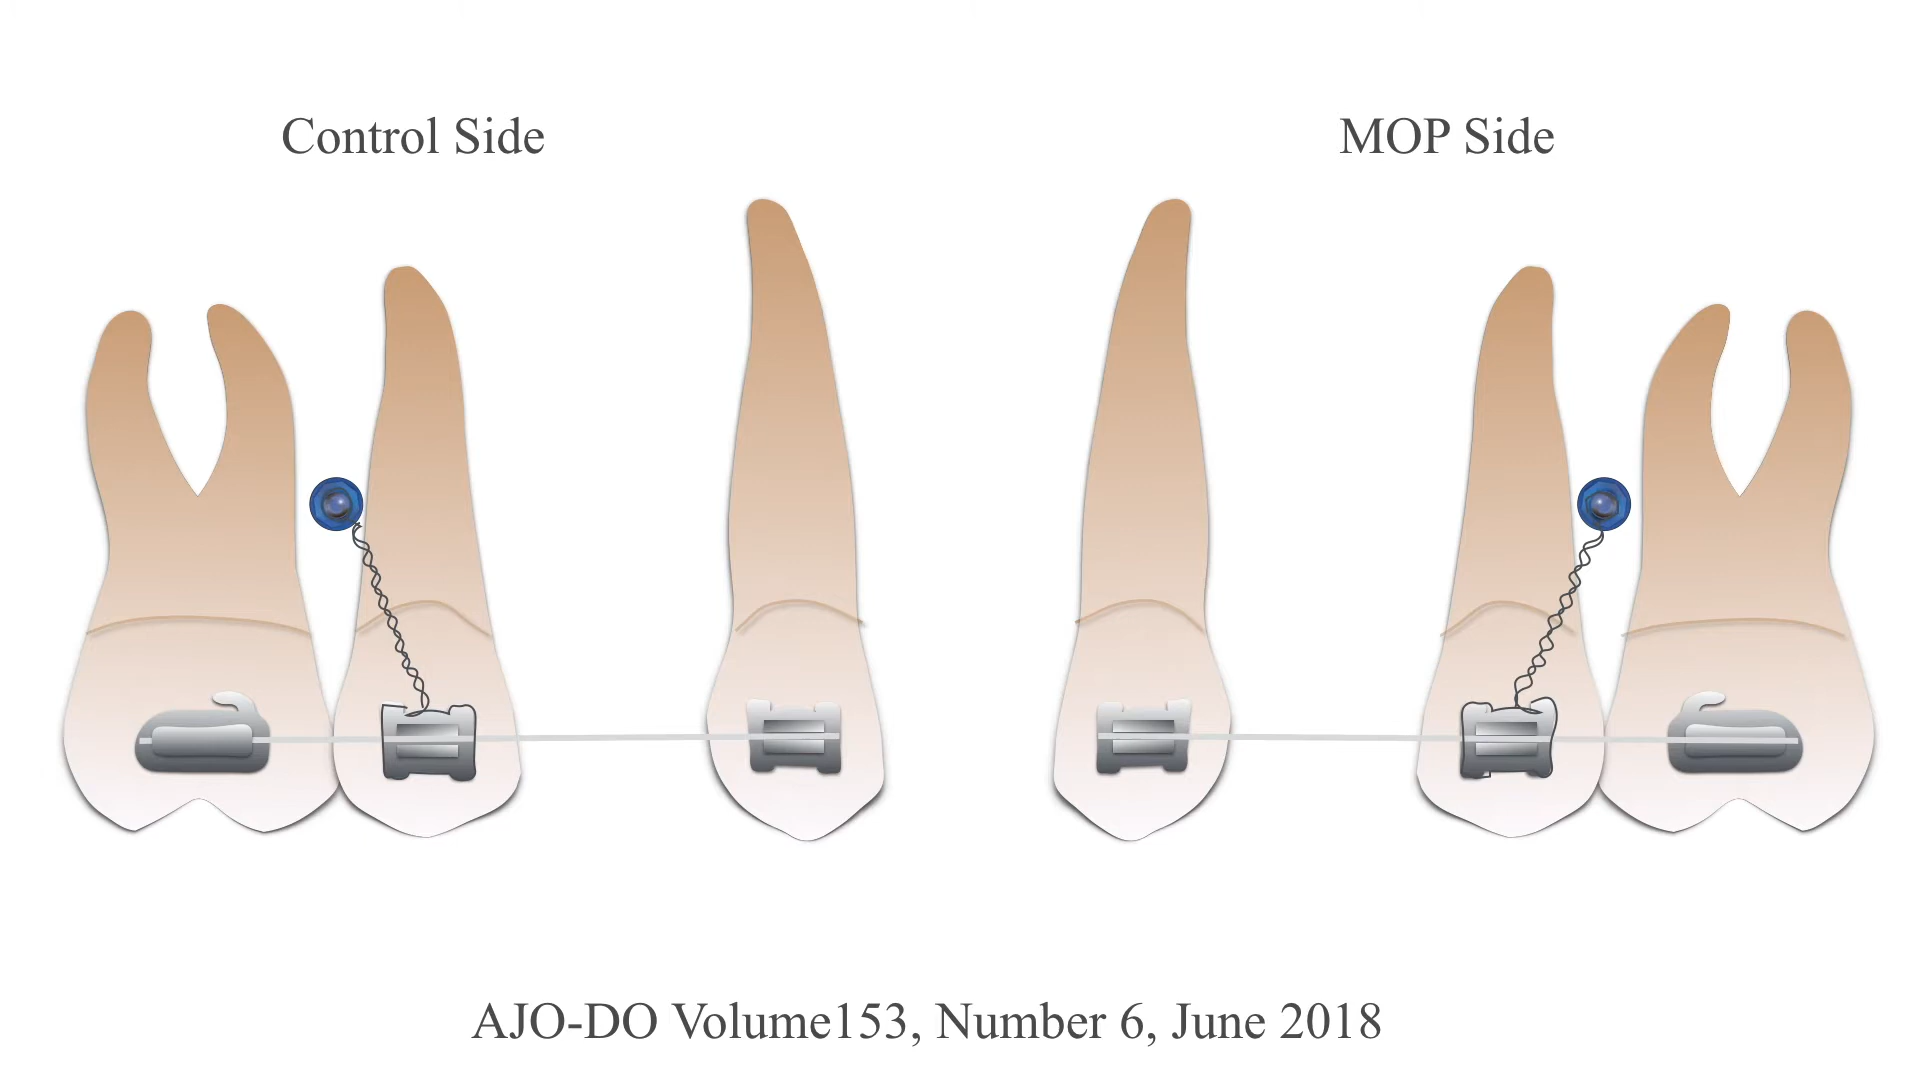 Control Side
MOP Side
AJO-DO Volume153, Number 6, June 2018